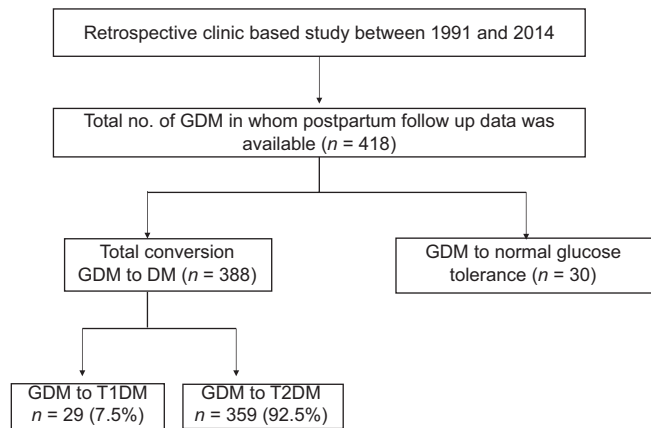 Retrospective clinic based study between 1991 and 2014
Total no. of GDM in whom postpartum follow up data was
available (n = 418)
Total conversion
GDM to DM (n = 388)
GDM to normal glucose
tolerance (n = 30)
GDM to T1DM
n = 29 (7.5%)
GDM to T2DM
n = 359 (92.5%)